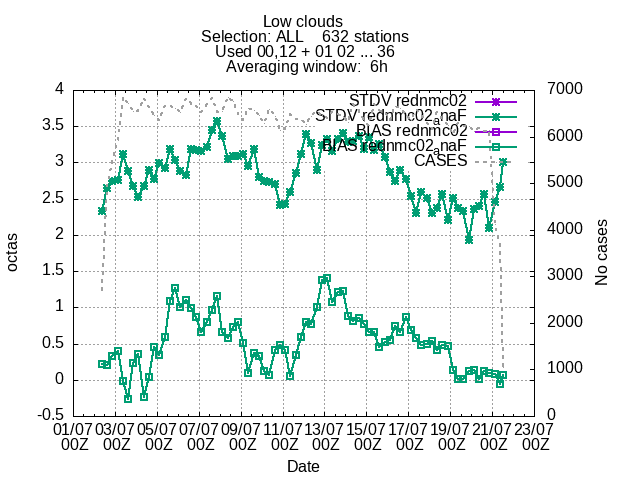 Low clouds
Selection: ALL 632 stations
Used 00,12 + 01 02 ... 36
Averaging window: 6h
4
3.5
3
2.5
2
1.5
1
0.5
0
-0.5
octas
7000
6000
5000
4000
3000
2000
1000
0
No cases
STDV rednmc02
STDV rednmc02anaF
BIAS rednmc02
BIAS rednmc02anaF
CASES
01/07 03/07 05/07 07/07 09/07 11/07 13/07 15/07 17/07 19/07 21/07 23/07
00Z 00Z 00Z 00Z 00Z 00Z 00Z 00Z 00Z 00Z 00Z 00Z
Date